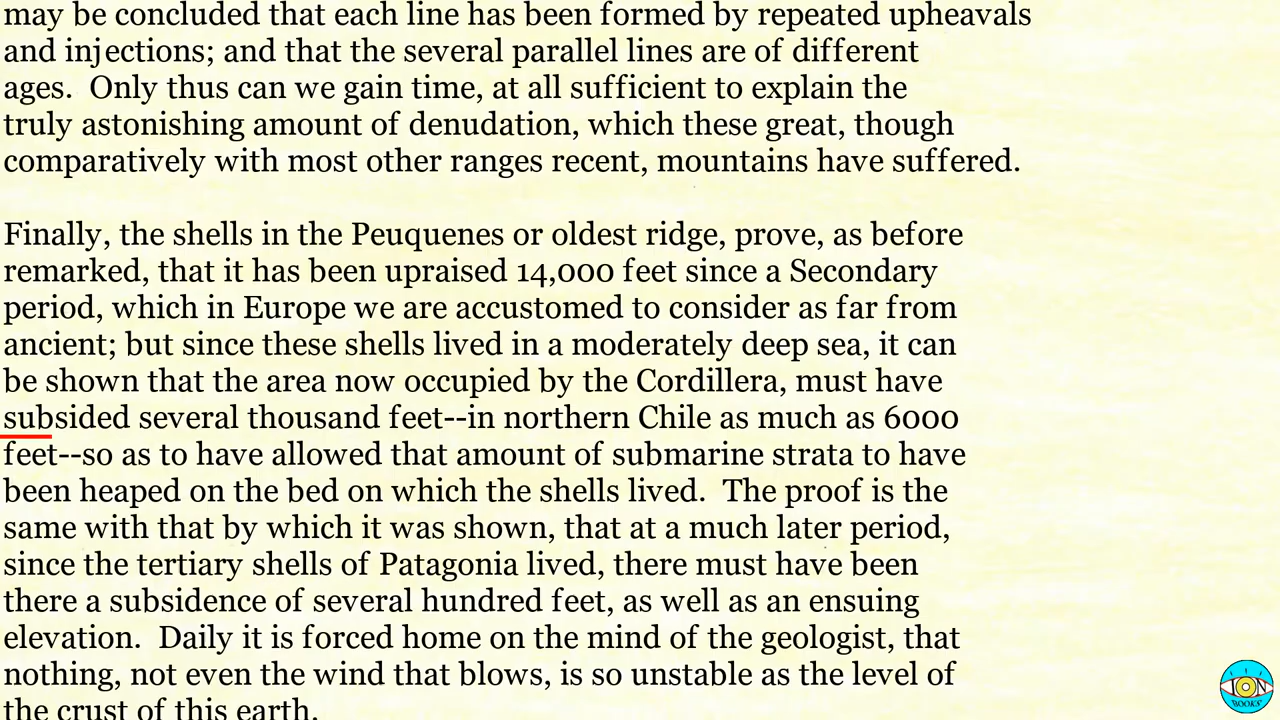 may be concluded that each line has been formed by repeated upheavals
and injections; and that the several parallel lines are of different
ages.  Only thus can we gain time, at all sufficient to explain the
truly astonishing amount of denudation, which these great, though
comparatively with most other ranges recent, mountains have suffered.
Finally, the shells in the Peuquenes or oldest ridge, prove, as before
remarked, that it has been upraised 14,000 feet since a Secondary
period, which in Europe we are accustomed to consider as far from
ancient; but since these shells lived in a moderately deep sea, it can
be shown that the area now occupied by the Cordillera, must have
subsided several thousand feet--in northern Chile as much as 6000
feet--so as to have allowed that amount of submarine strata to have
been heaped on the bed on which the shells lived.  The proof is the
same with that by which it was shown, that at a much later period,
since the tertiary shells of Patagonia lived, there must have been
there a subsidence of several hundred feet, as well as an ensuing
elevation.  Daily it is forced home on the mind of the geologist, that
nothing, not even the wind that blows, is so unstable as the level of
the crust of this earth.
ION
BOOKS